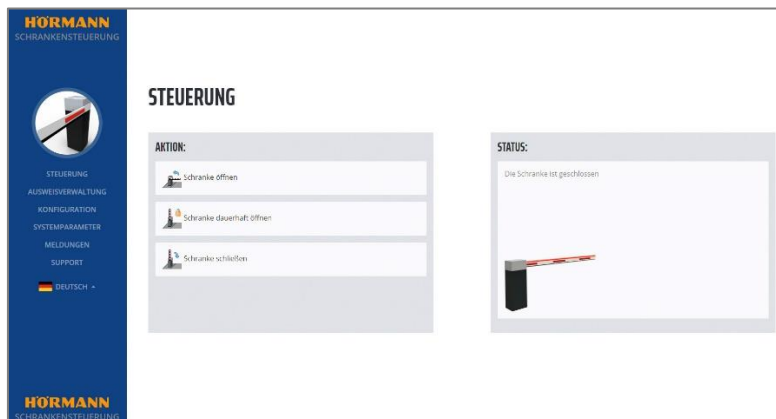 HÖRMANN
SCHRANKENSTEUERUNG
STEUERUNG
AUSWEISVERWALTUNG
KONFIGURATION
SYSTEMPARAMETER
MELDUNGEN
SUPPORT
DEUTSCH
HÖRMANN
SCHRANKENSTEUERUNG
STEUERUNG
AKTION:
Schranke öffnen
Schranke dauerhaft öffnen
Schranke schließen
STATUS:
Die Schranke ist geschlossen